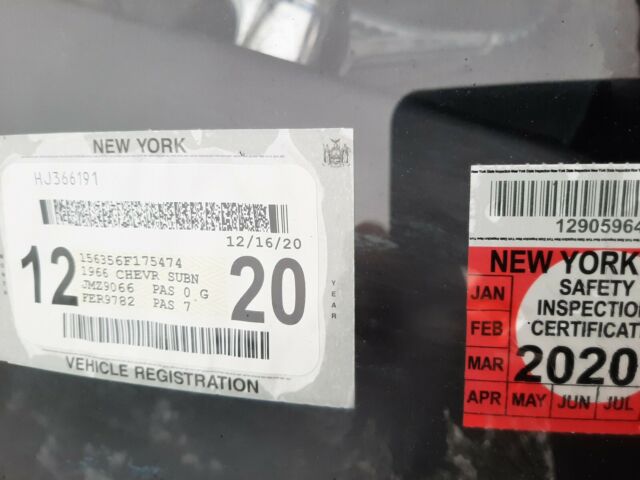 NEW YORK
HJ366191
12/16/20
12
156356F175474
1966 CHEVR SUBN
JMZ9066 PAS 0 G
FER9782 PAS 7
20
YEAR
VEHICLE REGISTRATION
12905964
NEW YORK
SAFETY
INSPECTION
CERTIFICAT
2020
JAN
FEB
MAR
APR MAY JUN JUL